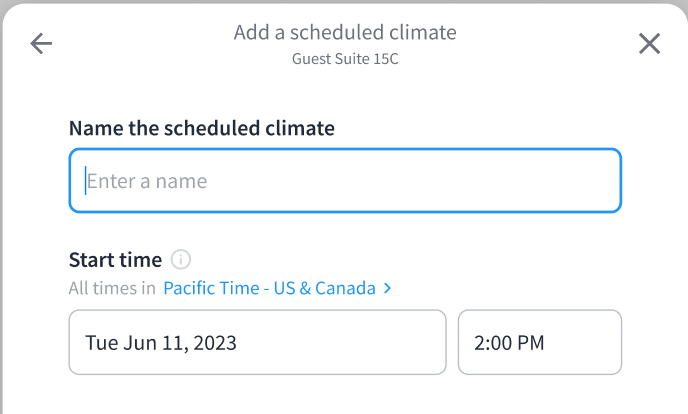 Add a scheduled climate
Guest Suite 15C
Name the scheduled climate
Enter a name
Start time
All times in Pacific Time - US & Canada
Tue Jun 11, 2023
2:00 PM